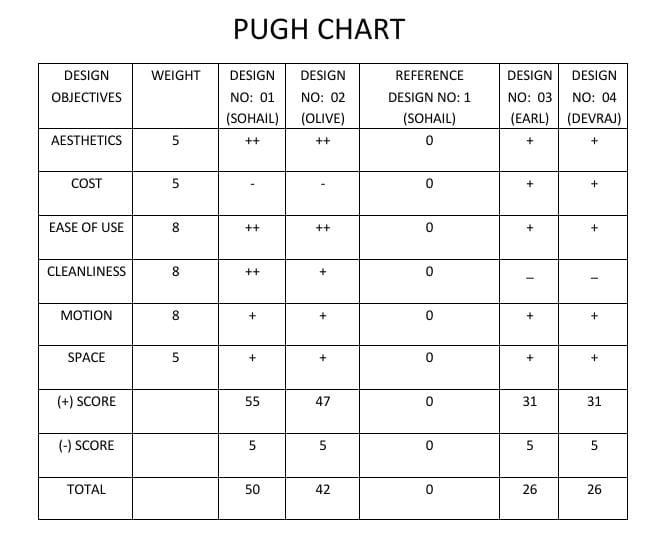 PUGH CHART
DESIGN OBJECTIVES WEIGHT DESIGN NO: 01 (SOHAIL) DESIGN NO: 02 (OLIVE) REFERENCE DESIGN NO: 1 (SOHAIL) DESIGN NO: 03 (EARL) DESIGN NO: 04 (DEVRAJ)
AESTHETICS 5 ++ ++ 0 + +
COST 5 - - 0 + +
EASE OF USE 8 ++ ++ 0 + +
CLEANLINESS 8 ++ + 0 _ _
MOTION 8 + + 0 + +
SPACE 5 + + 0 + +
(+) SCORE 55 47 0 31 31
(-) SCORE 5 5 0 5 5
TOTAL 50 42 0 26 26